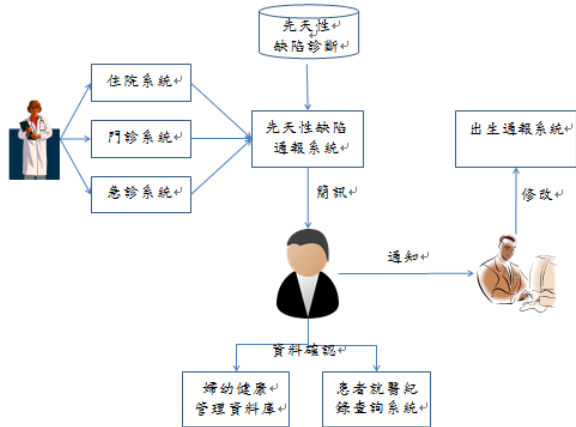 先天性
缺陷診斷
住院系統
門診系統
急診系統
先天性缺陷
通報系統
出生通報系統
簡訊
修改
通知
資料確認
婦幼健康
管理資料庫
患者就醫紀
錄查詢系統